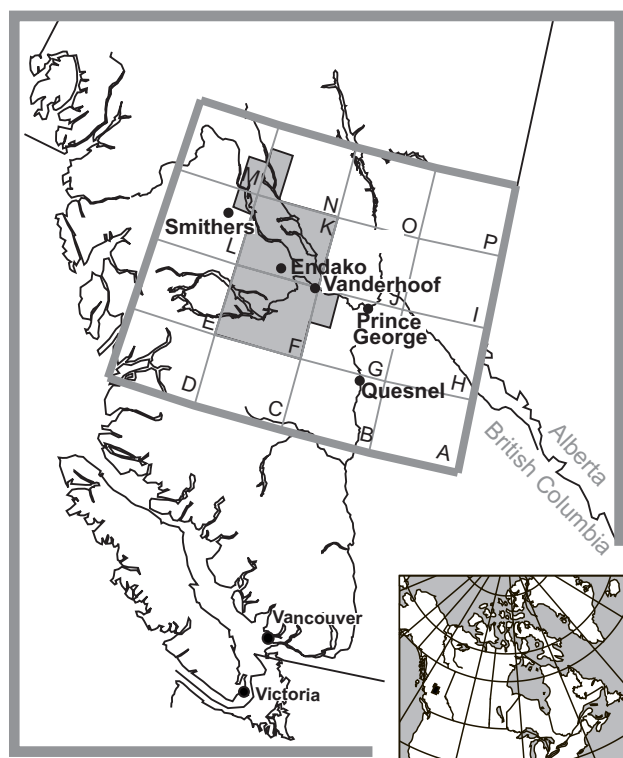 M
N
O
P
Smithers
K
L
Endako
Vanderhoof
J
I
Prince
George
E
F
G
H
Quesnel
D
C
B
A
Alberta
British Columbia
Vancouver
Victoria